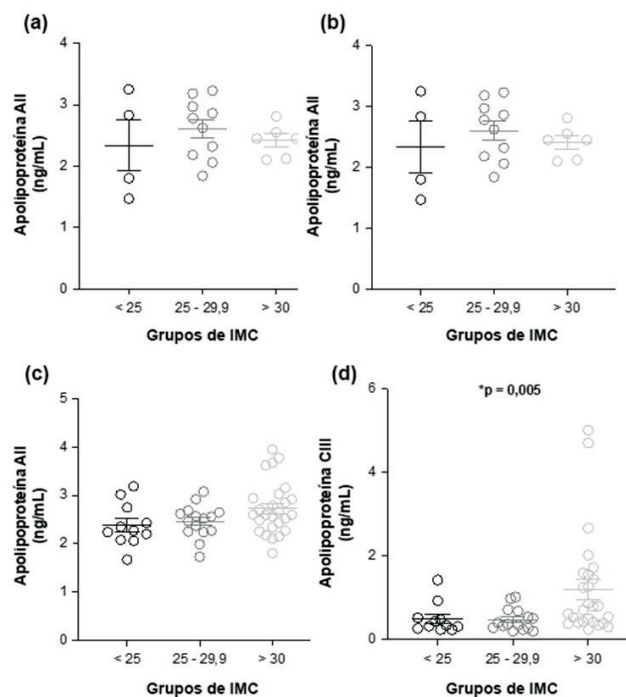 (a)
4
3
2
1
0
Apolipoproteína AII
(ng/mL)
< 25
25 - 29,9
> 30
Grupos de IMC
(b)
4
3
2
1
0
Apolipoproteína AII
(ng/mL)
< 25
25 - 29,9
> 30
Grupos de IMC
(c)
5
4
3
2
1
0
Apolipoproteína AII
(ng/mL)
< 25
25 - 29,9
> 30
Grupos de IMC
(d)
*p = 0,005
6
4
2
0
Apolipoproteína CIII
(ng/mL)
< 25
25 - 29,9
> 30
Grupos de IMC